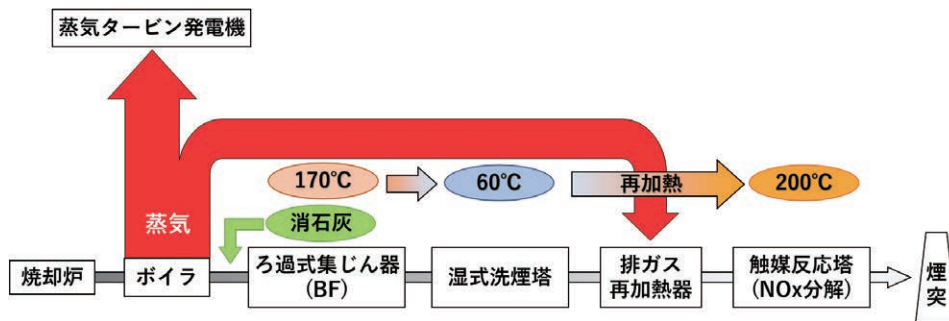 蒸気タービン発電機
170℃
60℃
再加熱
200℃
蒸気
消石灰
焼却炉
ボイラ
ろ過式集じん器
(BF)
湿式洗煙塔
排ガス
再加熱器
触媒反応塔
(NOx分解)
煙
突